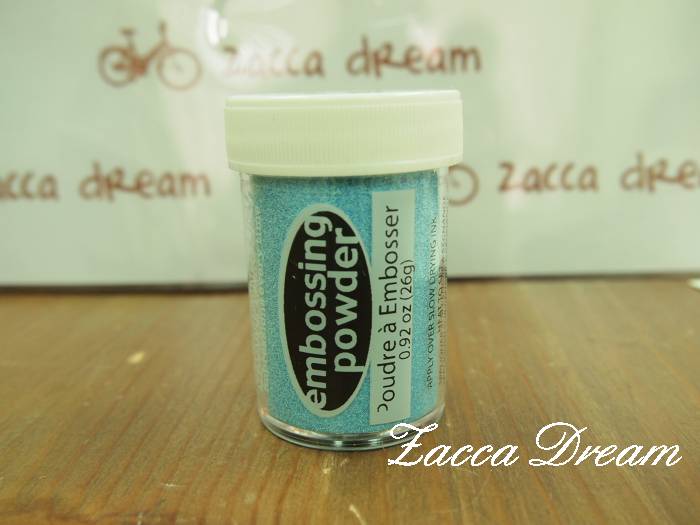 zacca dream
zacca dream
zacca dream
embossing
powder
Poudre à Embosser
0.92 oz (26g)
APPLY OVER SLOW DRYING INK
Zacca Dream